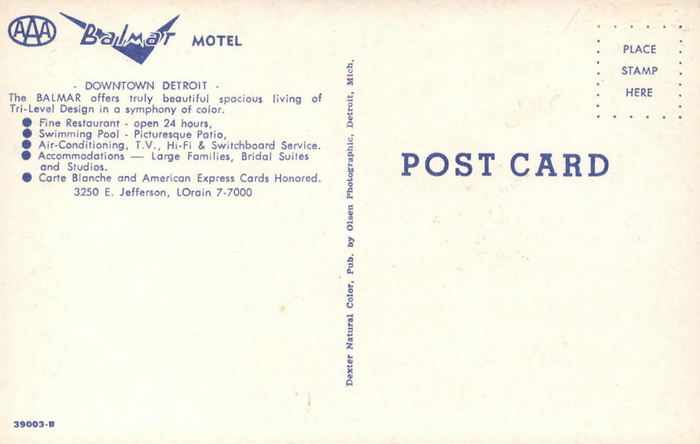 AAA Balmar MOTEL
- DOWNTOWN DETROIT -
The BALMAR offers truly beautiful spacious living of
Tri-Level Design in a symphony of color.
● Fine Restaurant - open 24 hours,
● Swimming Pool - Picturesque Patio,
● Air-Conditioning, T.V., Hi-Fi & Switchboard Service.
● Accommodations — Large Families, Bridal Suites
and Studios.
● Carte Blanche and American Express Cards Honored.
3250 E. Jefferson, LOrain 7-7000
39003-B
Dexter Natural Color, Pub. by Olsen Photographic, Detroit, Mich.
PLACE
STAMP
HERE
POST CARD